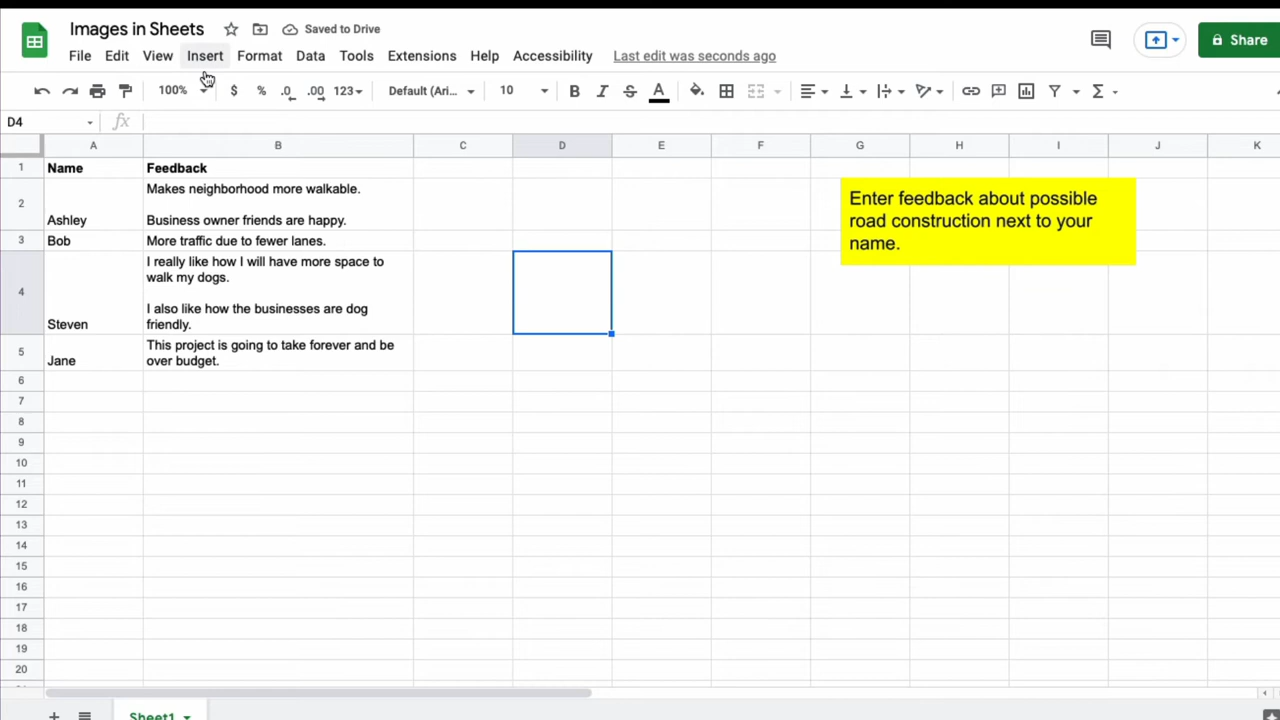 Images in Sheets Saved to Drive
File Edit View Insert Format Data Tools Extensions Help Accessibility Last edit was seconds ago
Share
100% $ % .0 .00 123 Default (Ari... 10 B I S A Σ
D4 fx
A B C D E F G H I J K
1 Name Feedback
2 Ashley Makes neighborhood more walkable.
Business owner friends are happy.
3 Bob More traffic due to fewer lanes.
4 Steven I really like how I will have more space to
walk my dogs.
I also like how the businesses are dog
friendly.
5 Jane This project is going to take forever and be
over budget.
6
7
8
9
10
11
12
13
14
15
16
17
18
19
20
Enter feedback about possible
road construction next to your
name.
Sheet1